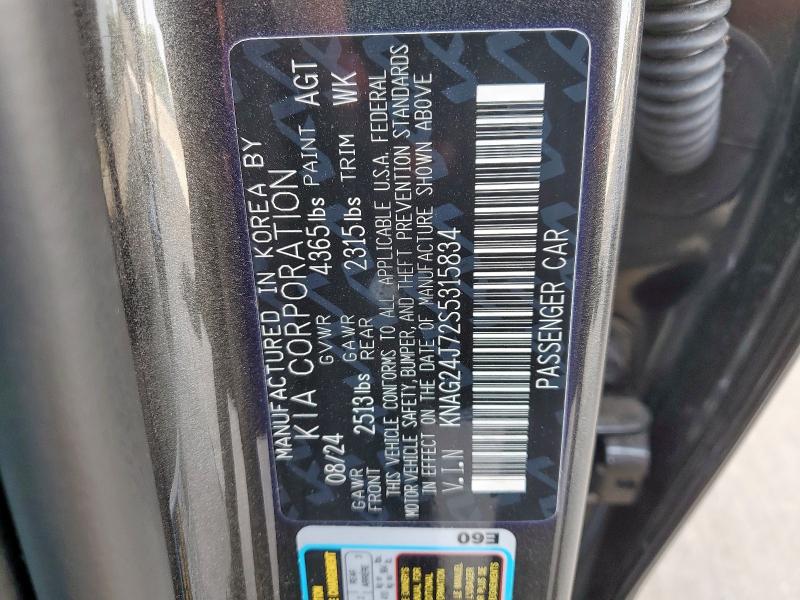 MANUFACTURED IN KOREA BY
KIA CORPORATION
08/24 GVWR 4365lbs PAINT AGT
GAWR FRONT 2513lbs GAWR REAR 2315lbs TRIM WK
THIS VEHICLE CONFORMS TO ALL APPLICABLE U.S.A. FEDERAL
MOTOR VEHICLE SAFETY, BUMPER, AND THEFT PREVENTION STANDARDS
IN EFFECT ON THE DATE OF MANUFACTURE SHOWN ABOVE
V.I.N KNAG24J72S5315834
PASSENGER CAR
E60
REAR
ARRIÈRE